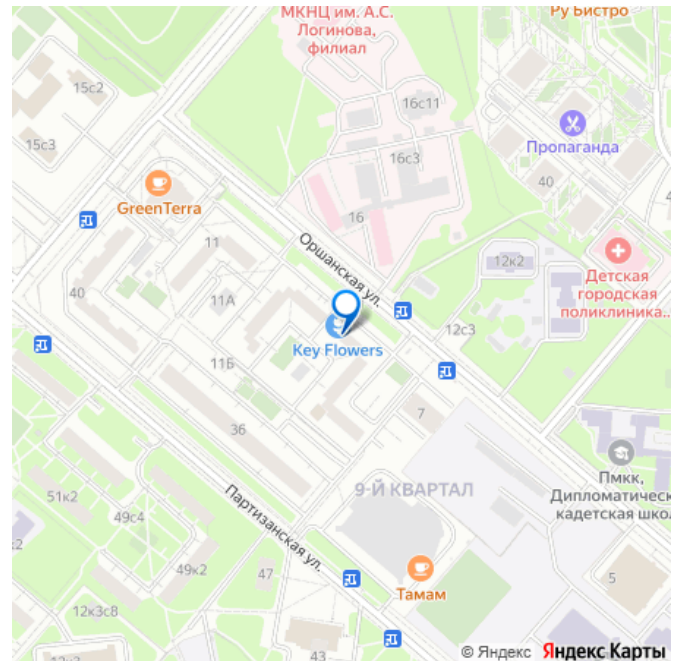 МКНЦ им. А.С.
Логинова,
филиал
Ру Бистро
15с2
16с11
15с3
Пропаганда
16с3
40
GreenTerra
16
11
Оршанская ул.
12к2
Детская
городская
поликлиника...
40
11А
12с3
Key Flowers
11Б
7
36
9-Й КВАРТАЛ
Пмкк,
Дипломатическ
кадетская шко
51к2
Партизанская ул.
49с4
49к2
47
Тамам
5
12к3с8
43
© Яндекс Яндекс Карты